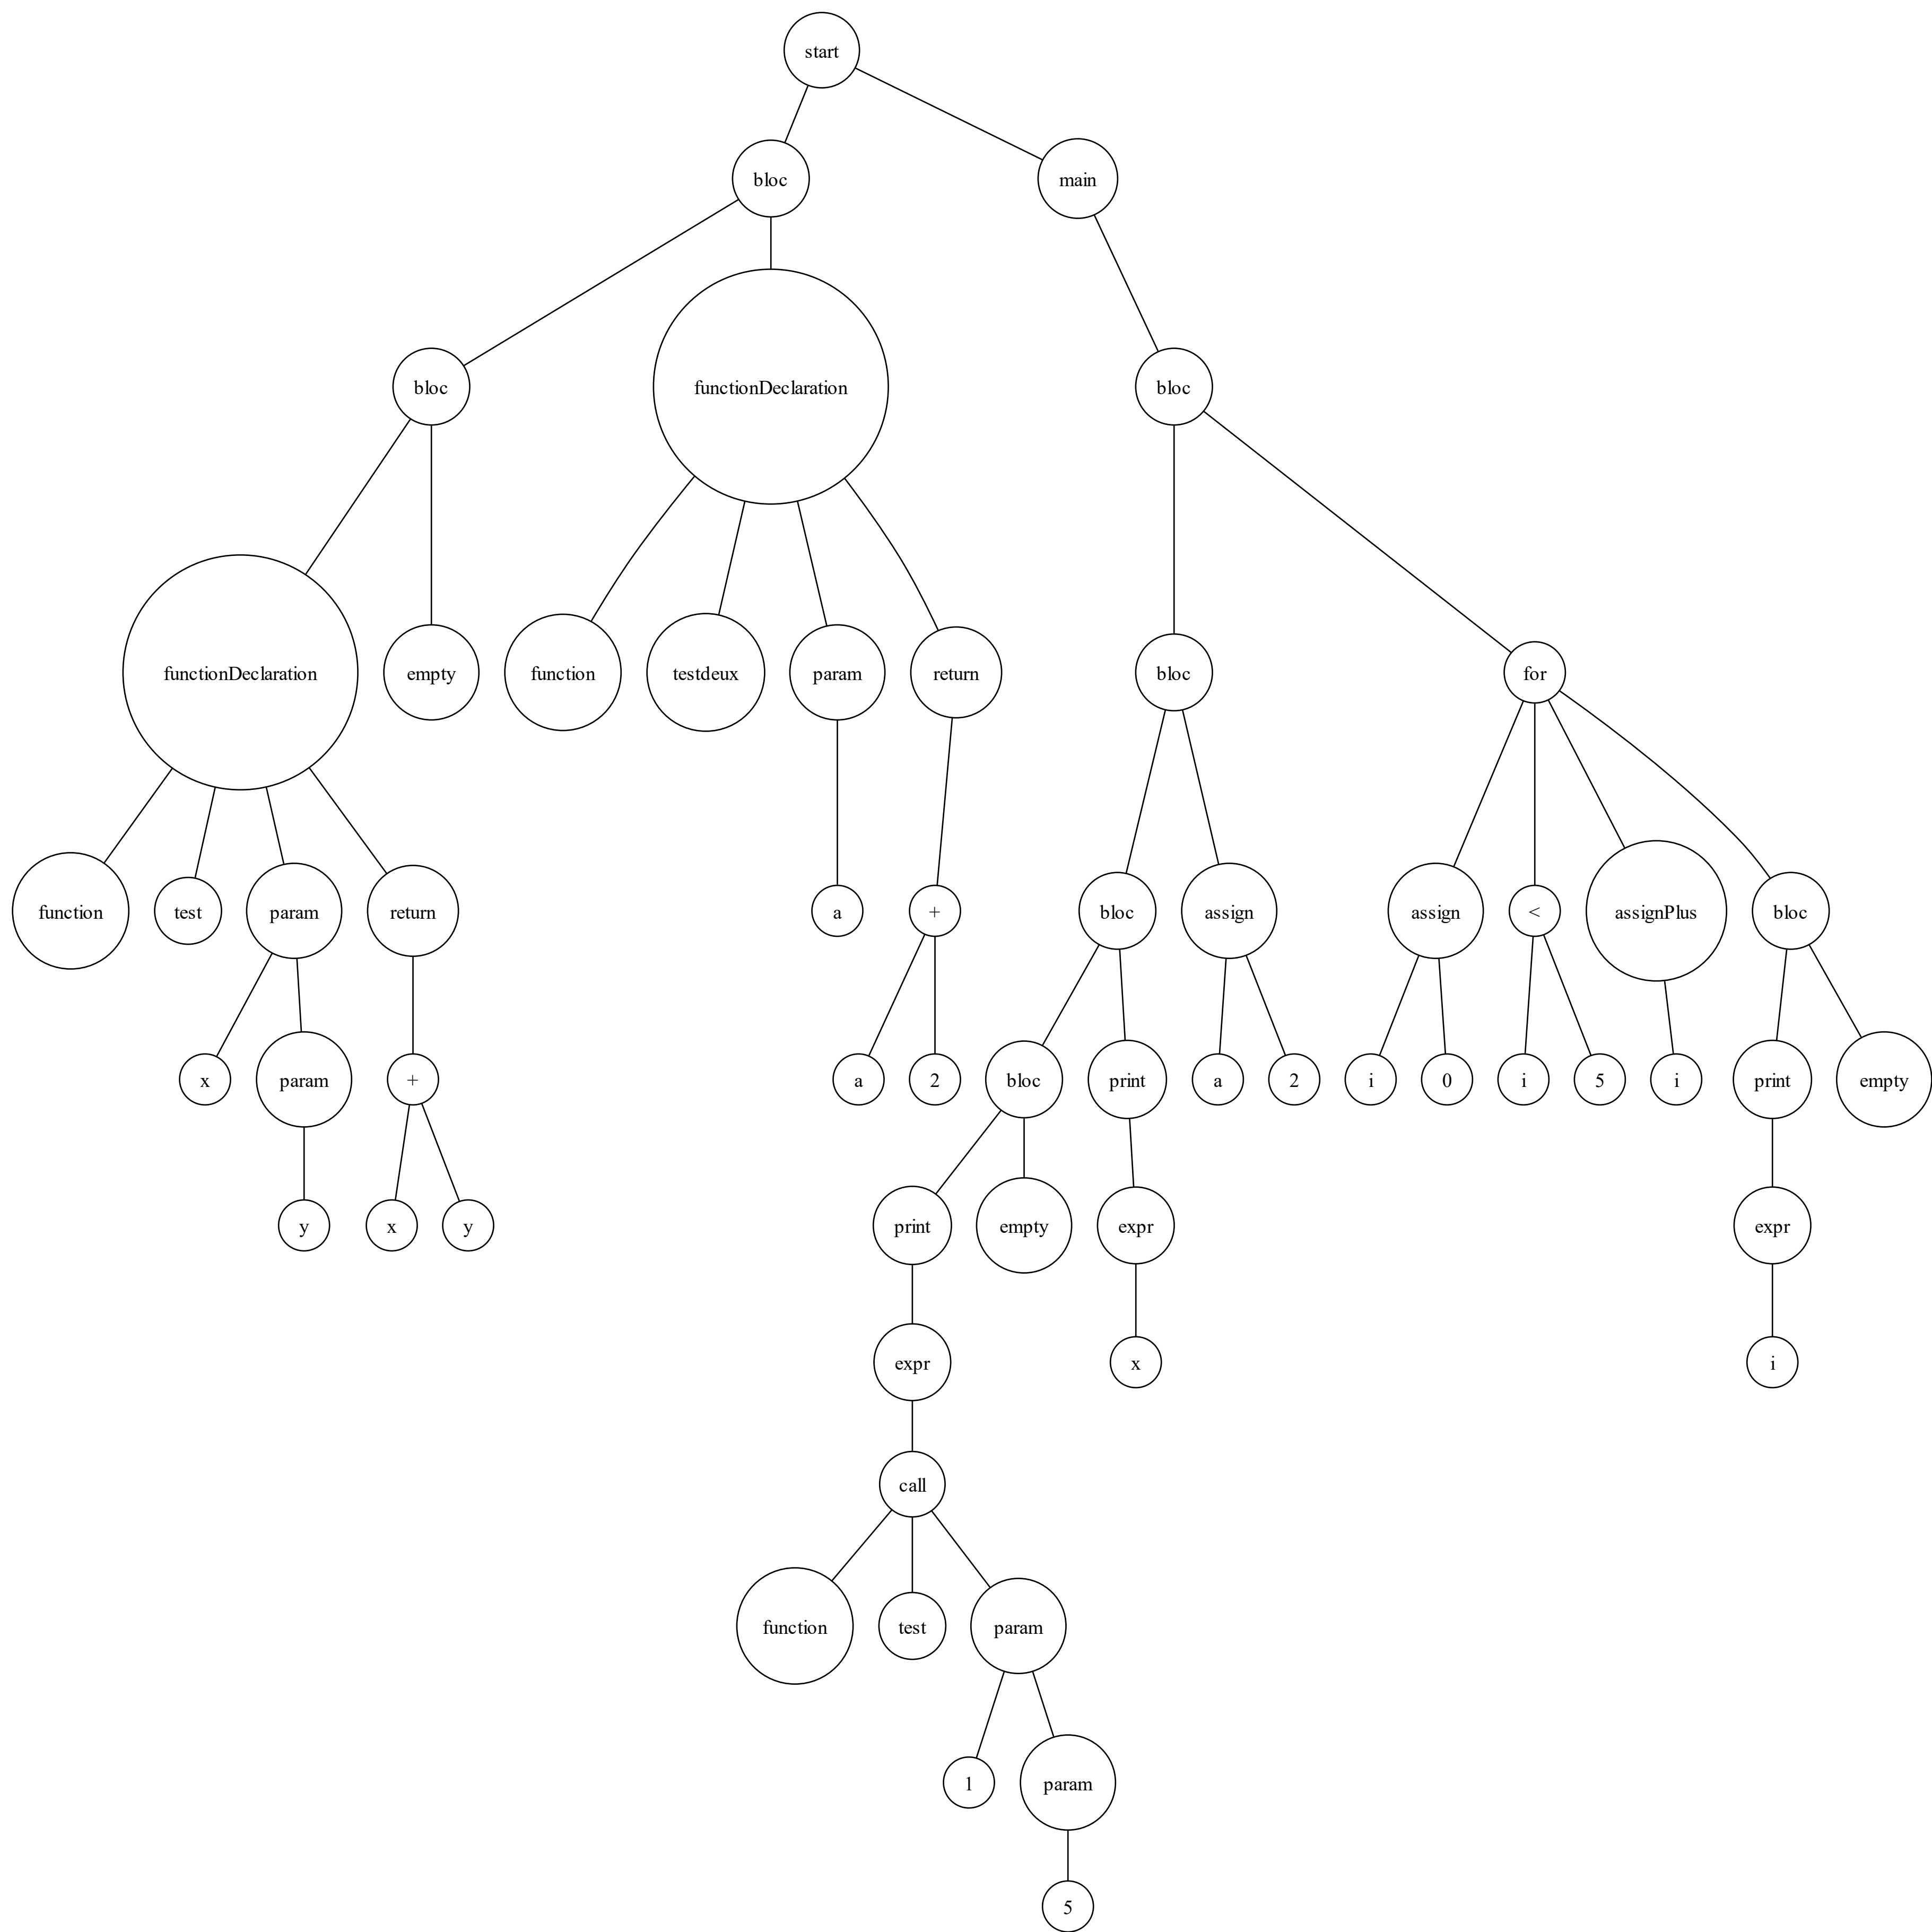 start
bloc
main
bloc
functionDeclaration
bloc
functionDeclaration
empty
function
testdeux
param
return
bloc
for
function
test
param
return
a
+
bloc
assign
assign
<
assignPlus
bloc
x
param
+
a
2
bloc
print
a
2
i
0
i
5
i
print
empty
y
x
y
print
empty
expr
expr
expr
x
i
call
function
test
param
1
param
5